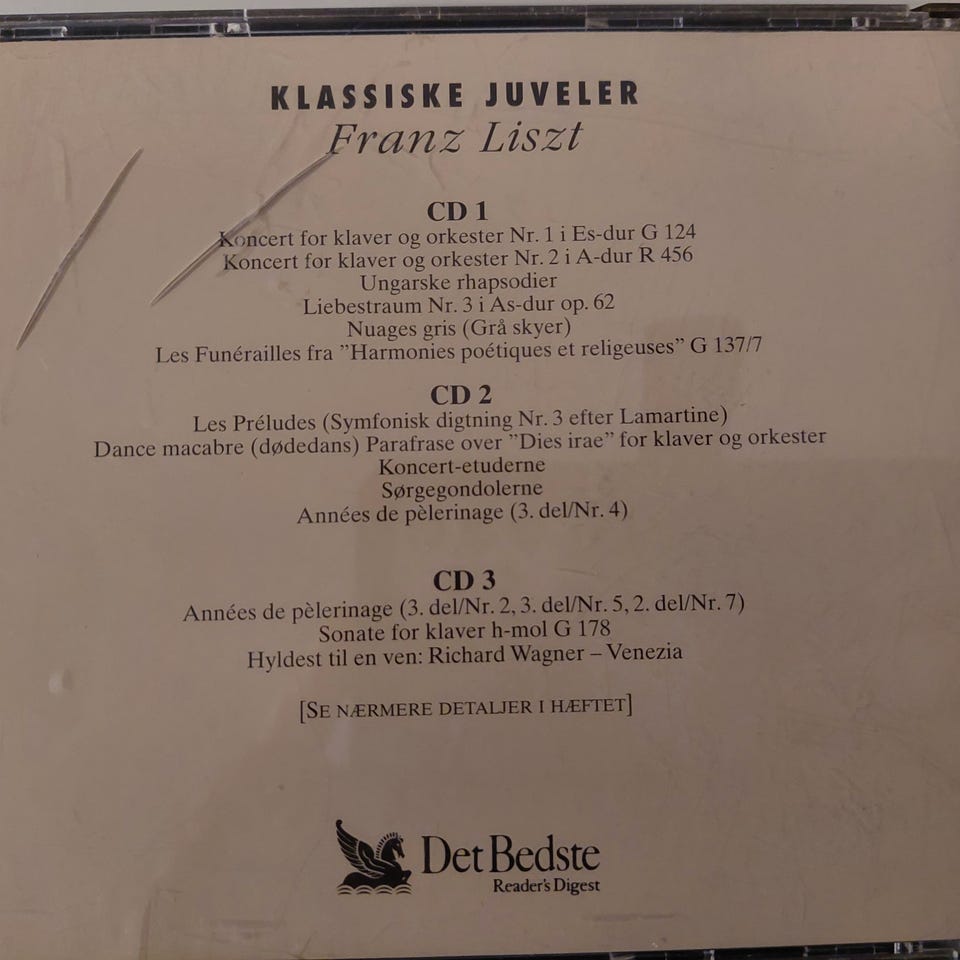 KLASSISKE JUVELER
Franz Liszt
CD 1
Koncert for klaver og orkester Nr. 1 i Es-dur G 124
Koncert for klaver og orkester Nr. 2 i A-dur R 456
Ungarske rhapsodier
Liebestraum Nr. 3 i As-dur op. 62
Nuages gris (Grå skyer)
Les Funérailles fra ”Harmonies poétiques et religeuses” G 137/7
CD 2
Les Préludes (Symfonisk digtning Nr. 3 efter Lamartine)
Dance macabre (dødedans) Parafrase over ”Dies irae” for klaver og orkester
Koncert-etuderne
Sørgegondolerne
Années de pèlerinage (3. del/Nr. 4)
CD 3
Années de pèlerinage (3. del/Nr. 2, 3. del/Nr. 5, 2. del/Nr. 7)
Sonate for klaver h-mol G 178
Hyldest til en ven: Richard Wagner – Venezia
[SE NÆRMERE DETALJER I HÆFTET]
Det Bedste
Reader's Digest